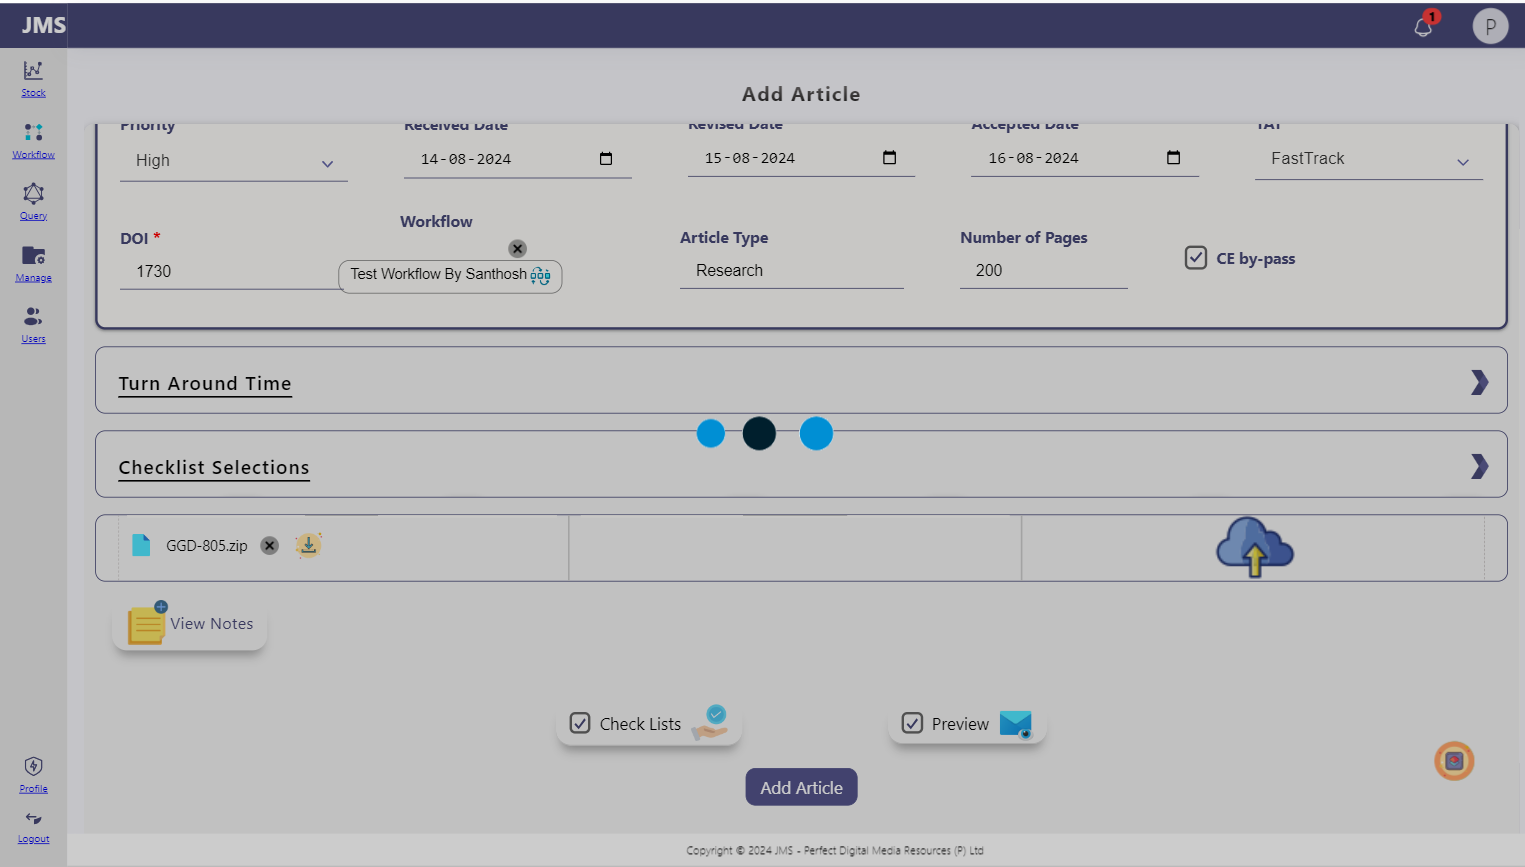 JMS
1
P
Stock
Workflow
Query
Manage
Users
Profile
Logout
Add Article
Priority Received Date Revised Date Accepted Date TAT
High 14-08-2024 15-08-2024 16-08-2024 FastTrack
DOI * Workflow Article Type Number of Pages
1730 Test Workflow By Santhosh Research 200 CE by-pass
Turn Around Time
Checklist Selections
GGD-805.zip
View Notes
Check Lists Preview
Add Article
Copyright © 2024 JMS - Perfect Digital Media Resources (P) Ltd